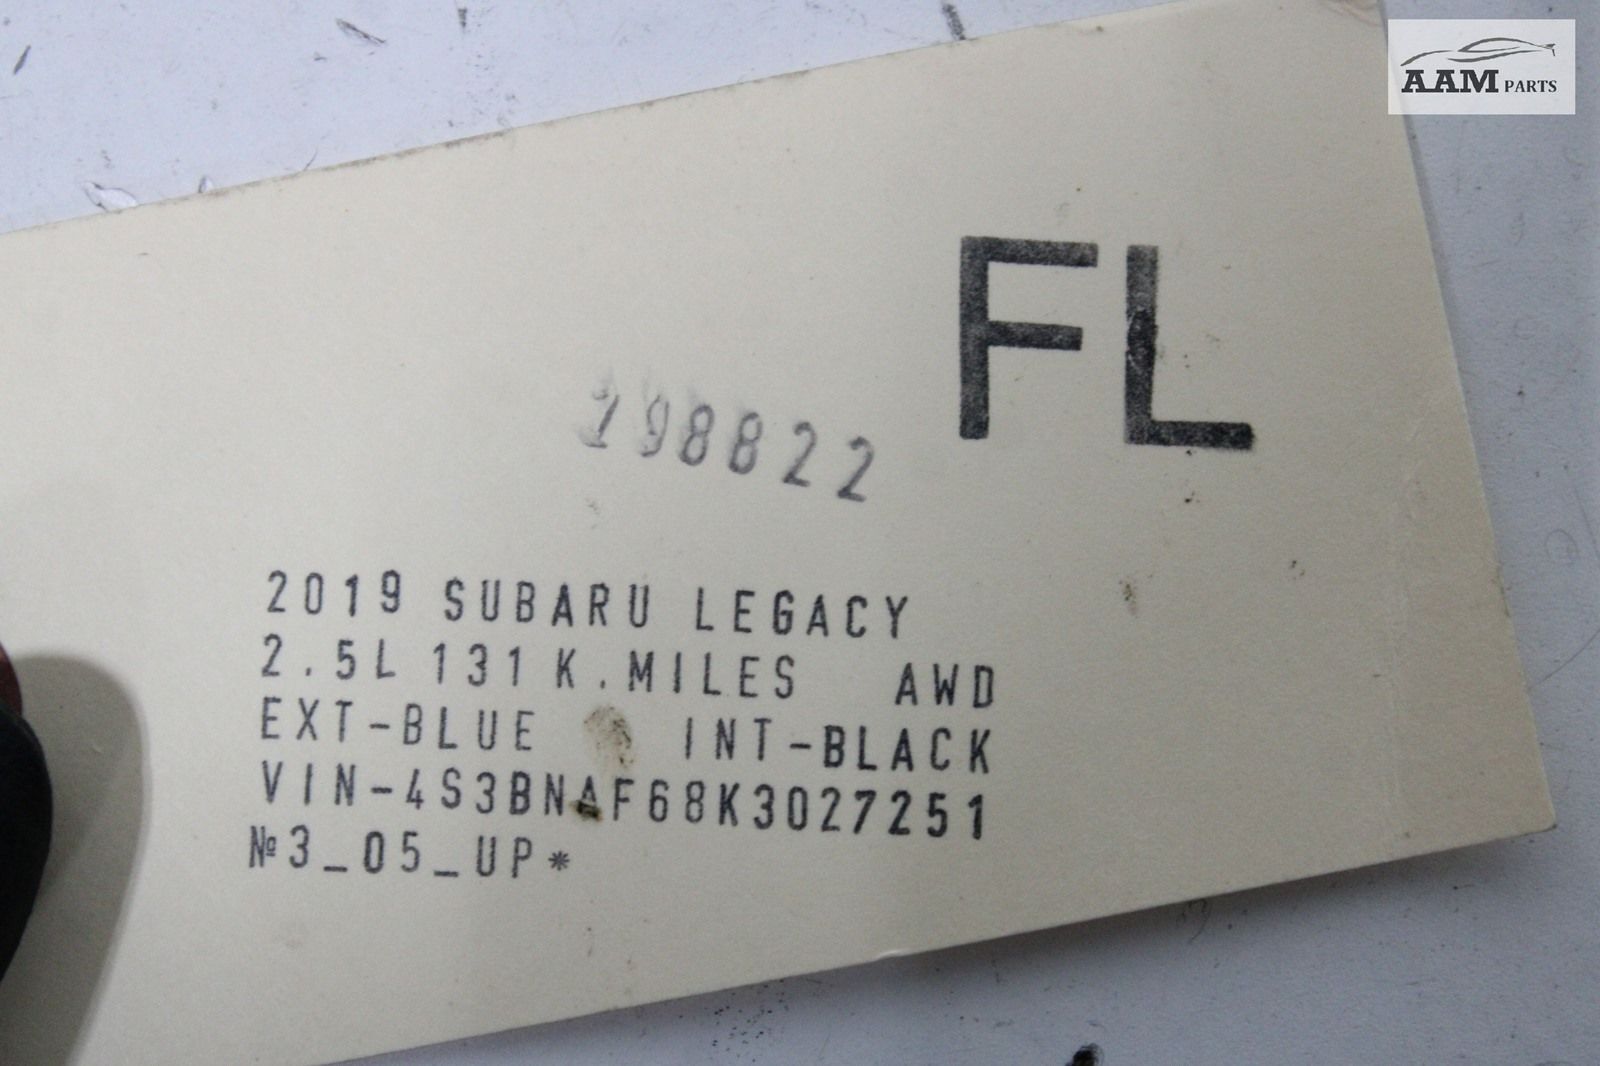 AAM PARTS
FL
198822
2019 SUBARU LEGACY
2.5L 131 K.MILES AWD
EXT-BLUE INT-BLACK
VIN-4S3BNAF68K3027251
№3_05_UP*